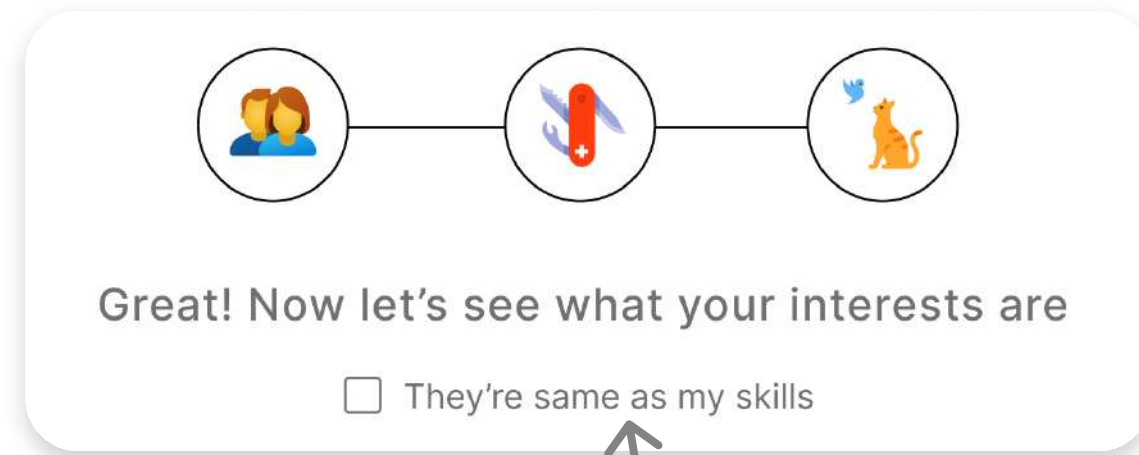 Great! Now let’s see what your interests are
They’re same as my skills